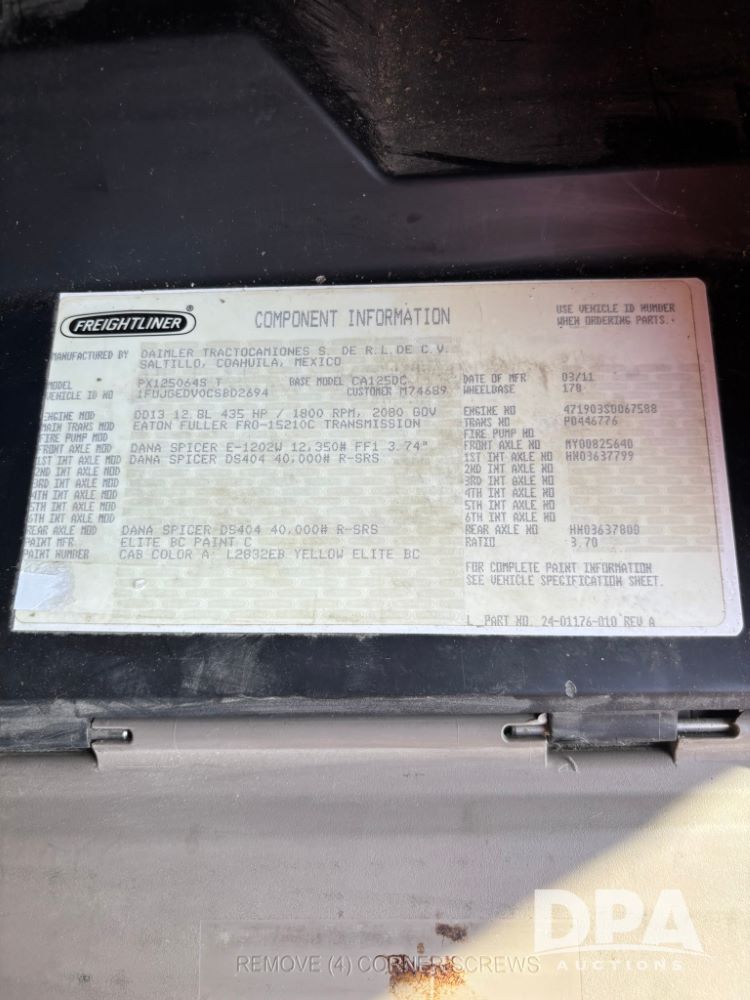 FREIGHTLINER ®
COMPONENT INFORMATION
USE VEHICLE ID NUMBER
WHEN ORDERING PARTS.
MANUFACTURED BY DAIMLER TRACTOCAMIONES S. DE R.L.DE C.V.
SALTILLO, COAHUILA, MEXICO
MODEL PX125064S T BASE MODEL CA125DC DATE OF MFR 03/11
VEHICLE ID NO 1FUJGEDV0CSBD2694 CUSTOMER M74689 WHEELBASE 170
ENGINE MOD DD13 12.8L 435 HP / 1800 RPM, 2080 GOV ENGINE NO 471903S0067588
MAIN TRANS MOD EATON FULLER FRO-15210C TRANSMISSION TRANS NO P0446776
FIRE PUMP MOD FIRE PUMP NO
FRONT AXLE MOD DANA SPICER E-1202W 12,350# FF1 3.74" FRONT AXLE NO MY00825640
1ST INT AXLE MOD DANA SPICER DS404 40,000# R-SRS 1ST INT AXLE NO HH03637799
2ND INT AXLE MOD 2ND INT AXLE NO
3RD INT AXLE MOD 3RD INT AXLE NO
4TH INT AXLE MOD 4TH INT AXLE NO
5TH INT AXLE MOD 5TH INT AXLE NO
6TH INT AXLE MOD 6TH INT AXLE NO
REAR AXLE MOD DANA SPICER DS404 40,000# R-SRS REAR AXLE NO HH03637800
PAINT MFR ELITE BC PAINT C RATIO 3.70
PAINT NUMBER CAB COLOR A: L2832EB YELLOW ELITE BC
FOR COMPLETE PAINT INFORMATION
SEE VEHICLE SPECIFICATION SHEET.
L_PART NO. 24-01176-010 REV A
REMOVE (4) CORNER SCREWS
DPA
AUCTIONS